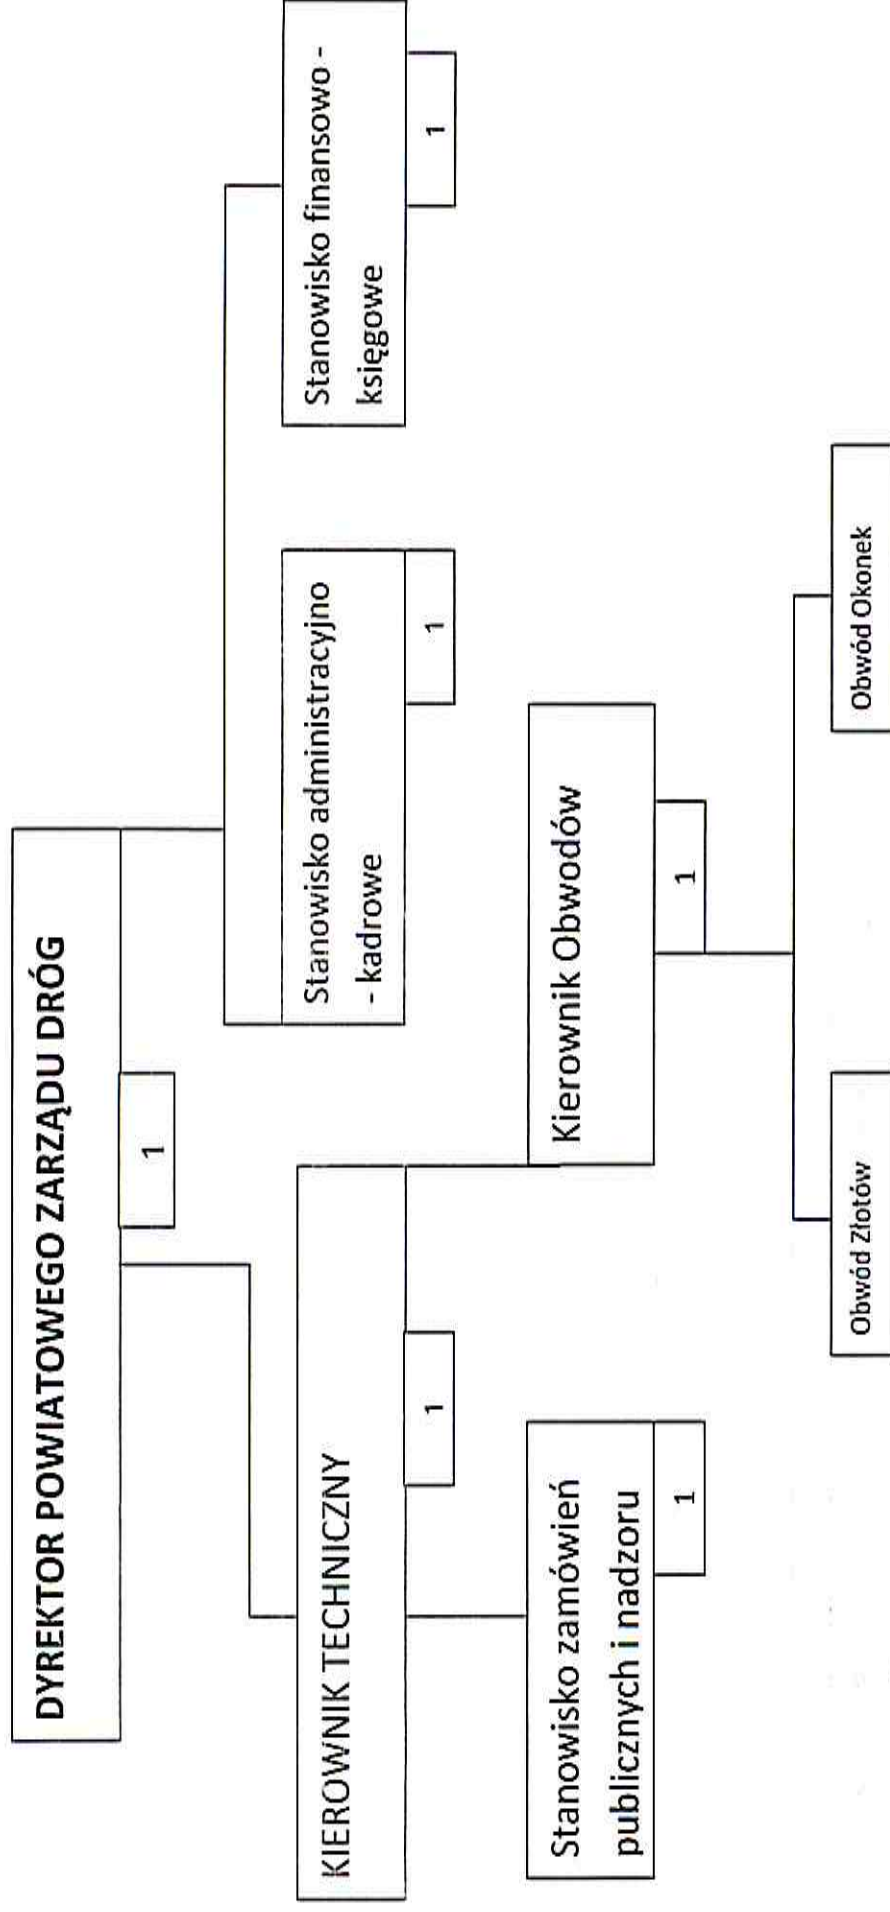 DYREKTOR POWIATOWEGO ZARZĄDU DRÓG
1
KIEROWNIK TECHNICZNY
1
Stanowisko administracyjno
- kadrowe
1
Stanowisko finansowo -
księgowe
1
Stanowisko zamówień
publicznych i nadzoru
1
Kierownik Obwodów
1
Obwód Złotów
Obwód Okonek